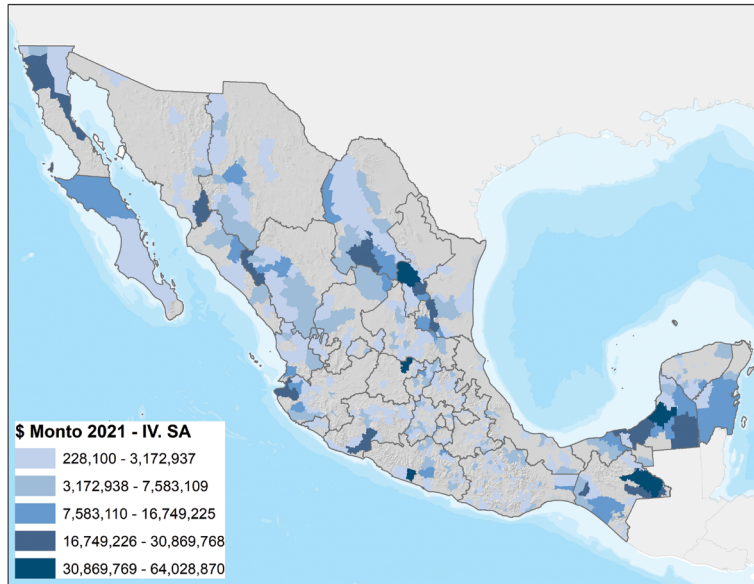 $ Monto 2021 - IV. SA
228,100 - 3,172,937
3,172,938 - 7,583,109
7,583,110 - 16,749,225
16,749,226 - 30,869,768
30,869,769 - 64,028,870